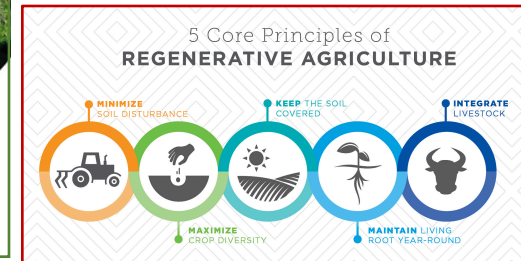 5 Core Principles of
REGENERATIVE AGRICULTURE
MINIMIZE
SOIL DISTURBANCE
KEEP THE SOIL
COVERED
INTEGRATE
LIVESTOCK
MAXIMIZE
CROP DIVERSITY
MAINTAIN LIVING
ROOT YEAR-ROUND